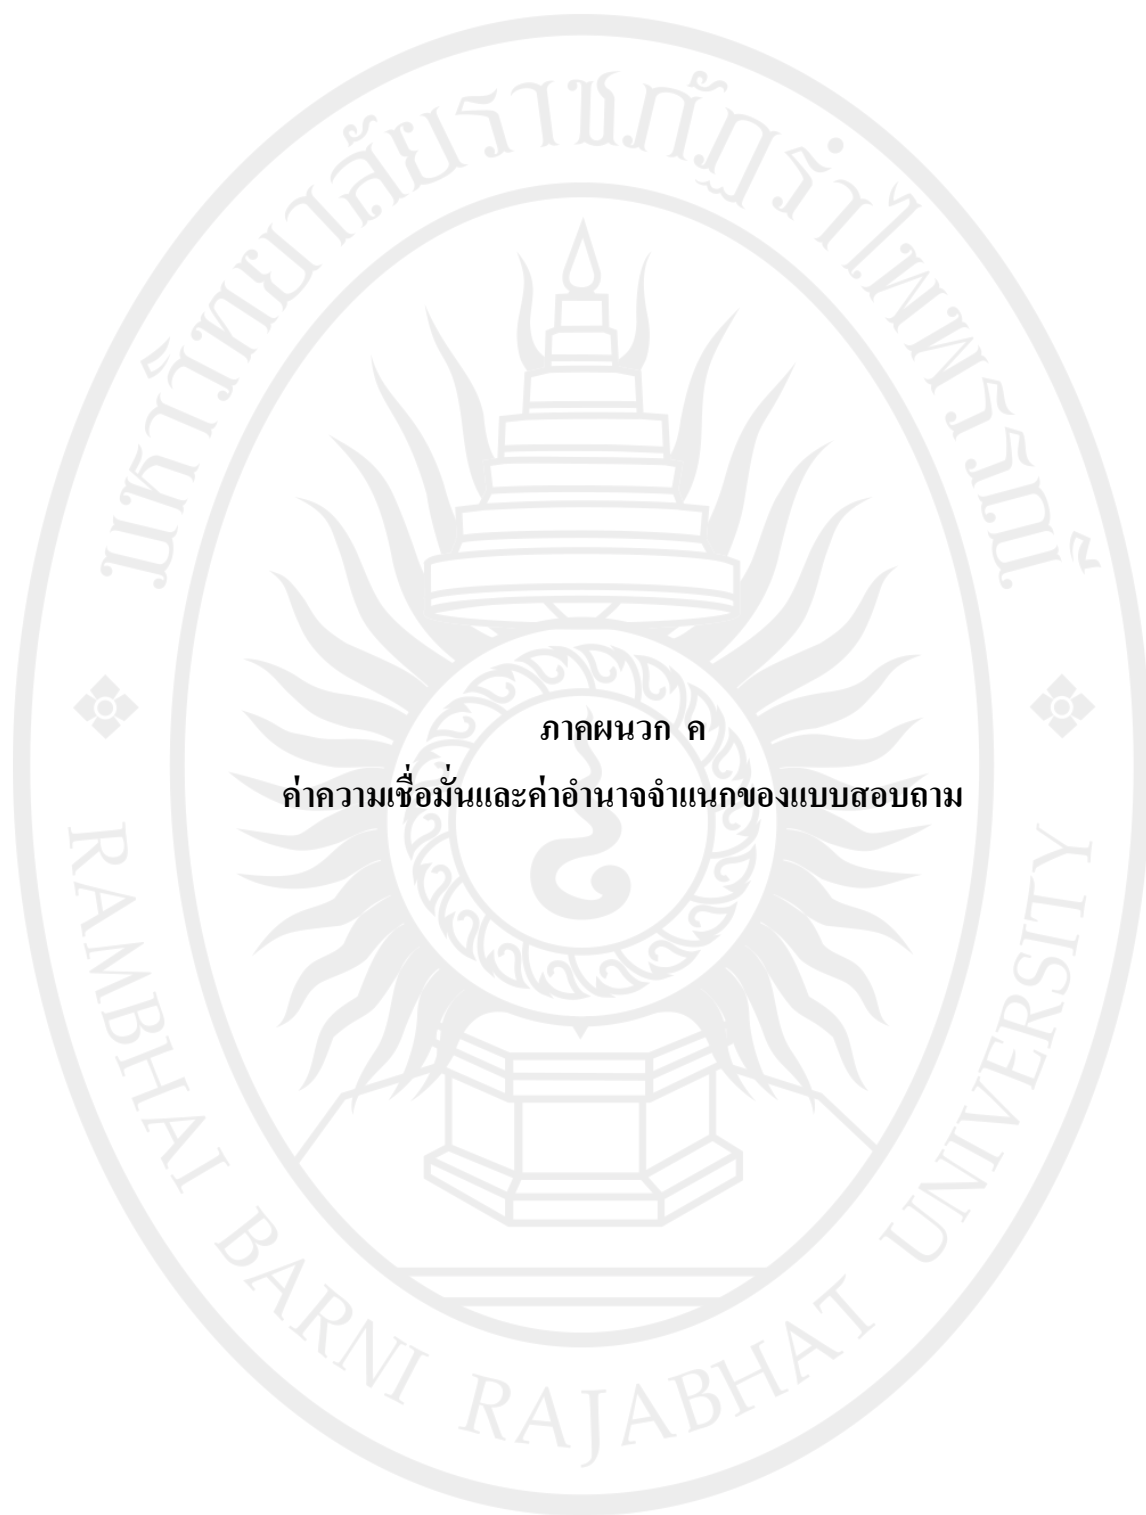 มหาวิทยาลัยราชภัฏรำไพพรรณี
ภาคผนวก ค
ค่าความเชื่อมั่นและค่าอำนาจจำแนกของแบบสอบถาม
RAMBHAI BARNI RAJABHAT UNIVERSITY